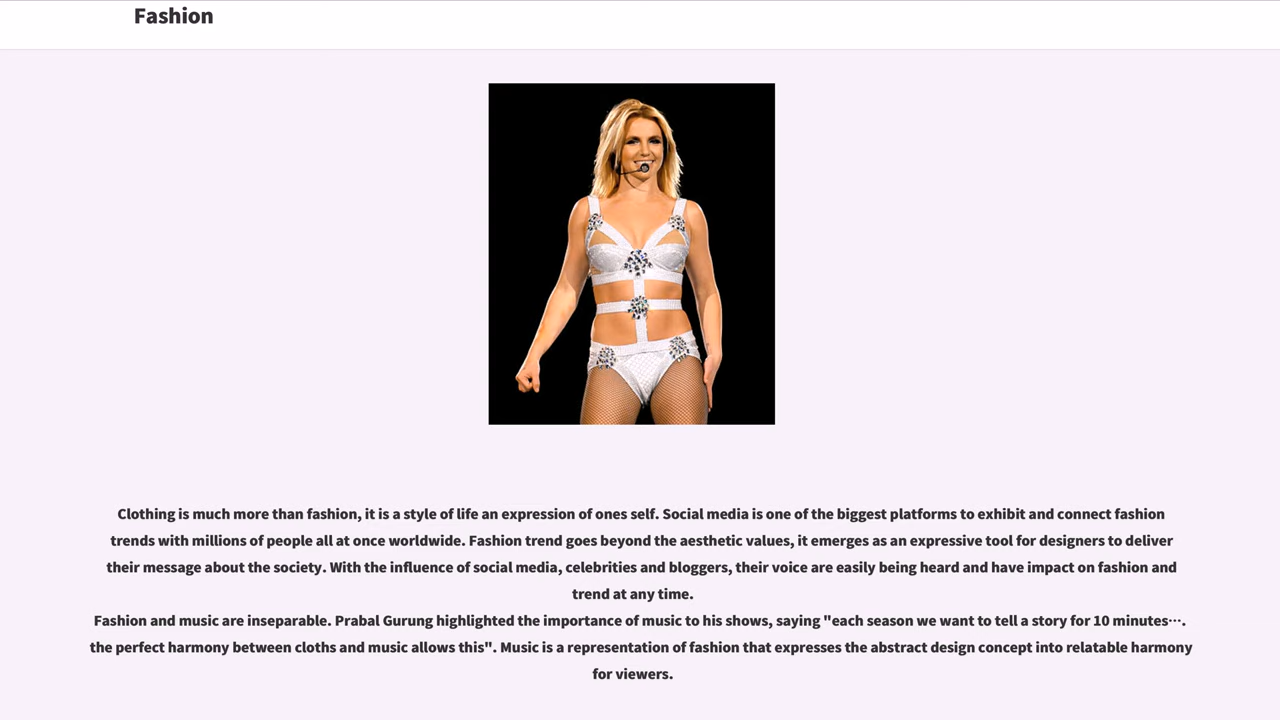 Fashion
Clothing is much more than fashion, it is a style of life an expression of ones self. Social media is one of the biggest platforms to exhibit and connect fashion
trends with millions of people all at once worldwide. Fashion trend goes beyond the aesthetic values, it emerges as an expressive tool for designers to deliver
their message about the society. With the influence of social media, celebrities and bloggers, their voice are easily being heard and have impact on fashion and
trend at any time.
Fashion and music are inseparable. Prabal Gurung highlighted the importance of music to his shows, saying "each season we want to tell a story for 10 minutes⋯.
the perfect harmony between cloths and music allows this". Music is a representation of fashion that expresses the abstract design concept into relatable harmony
for viewers.